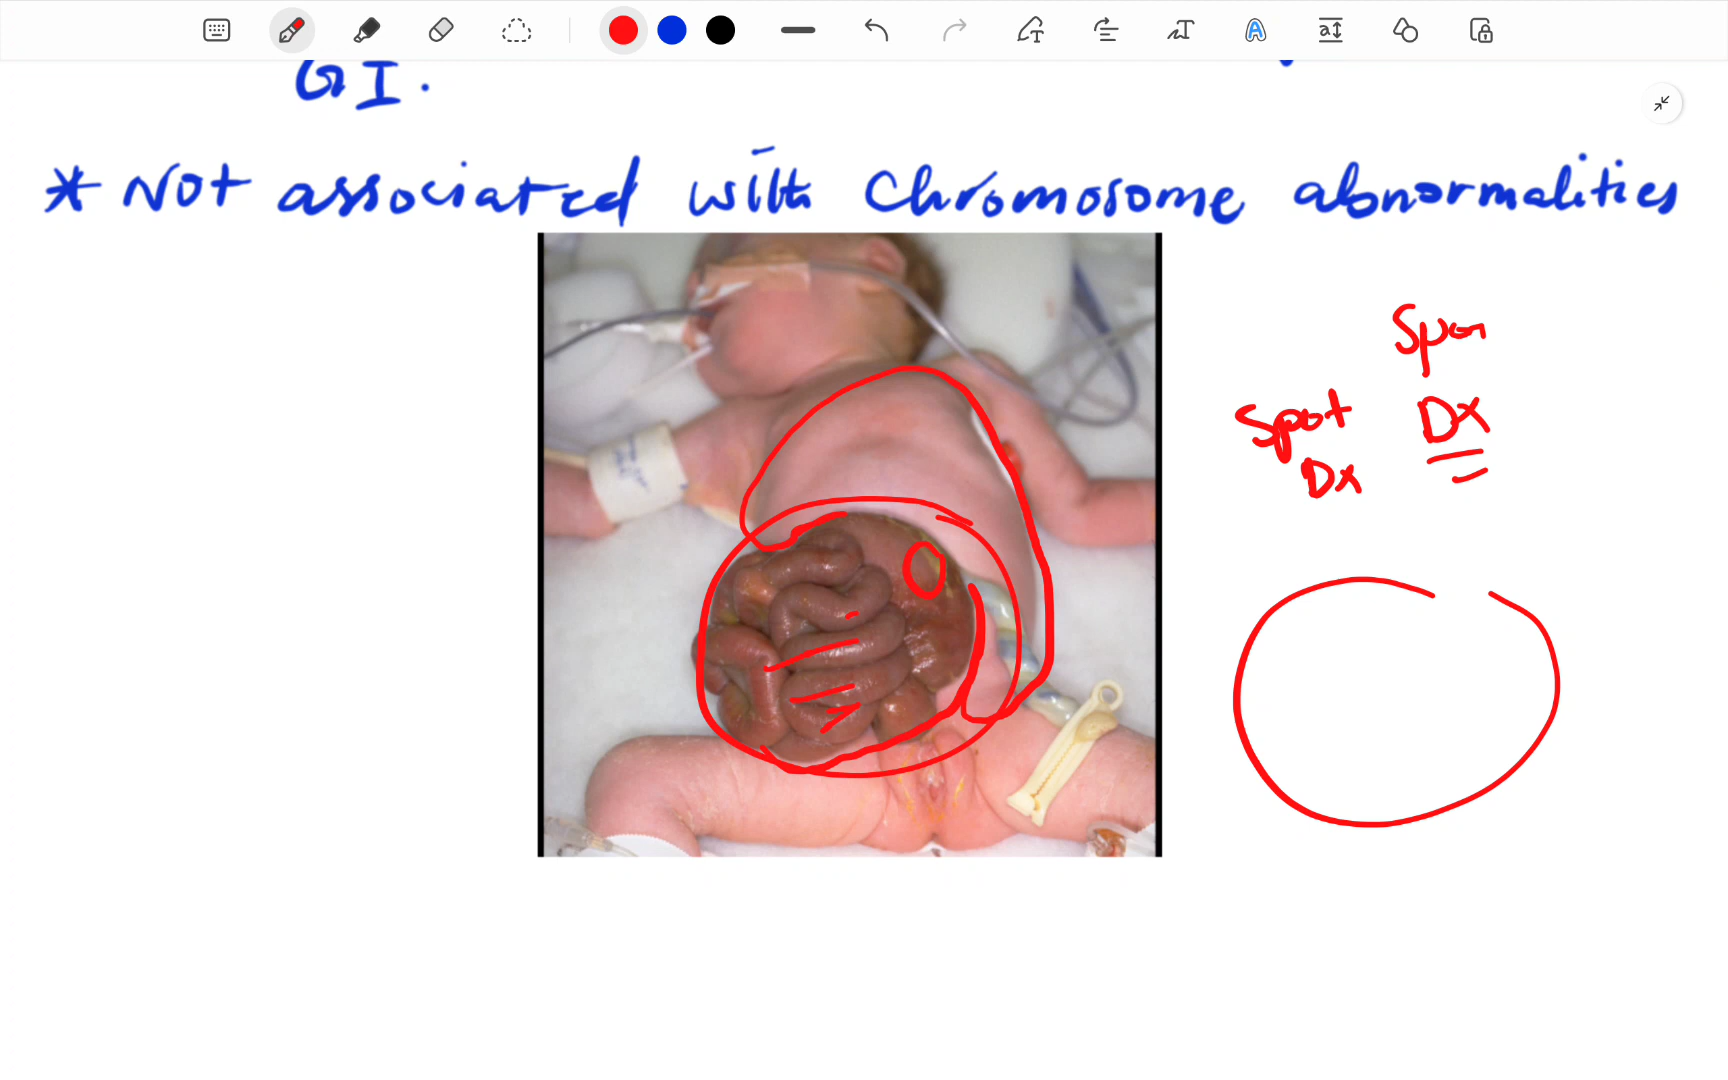 GI.
* Not associated with Chromosome abnormalities
Spot
DX
Spot
DX